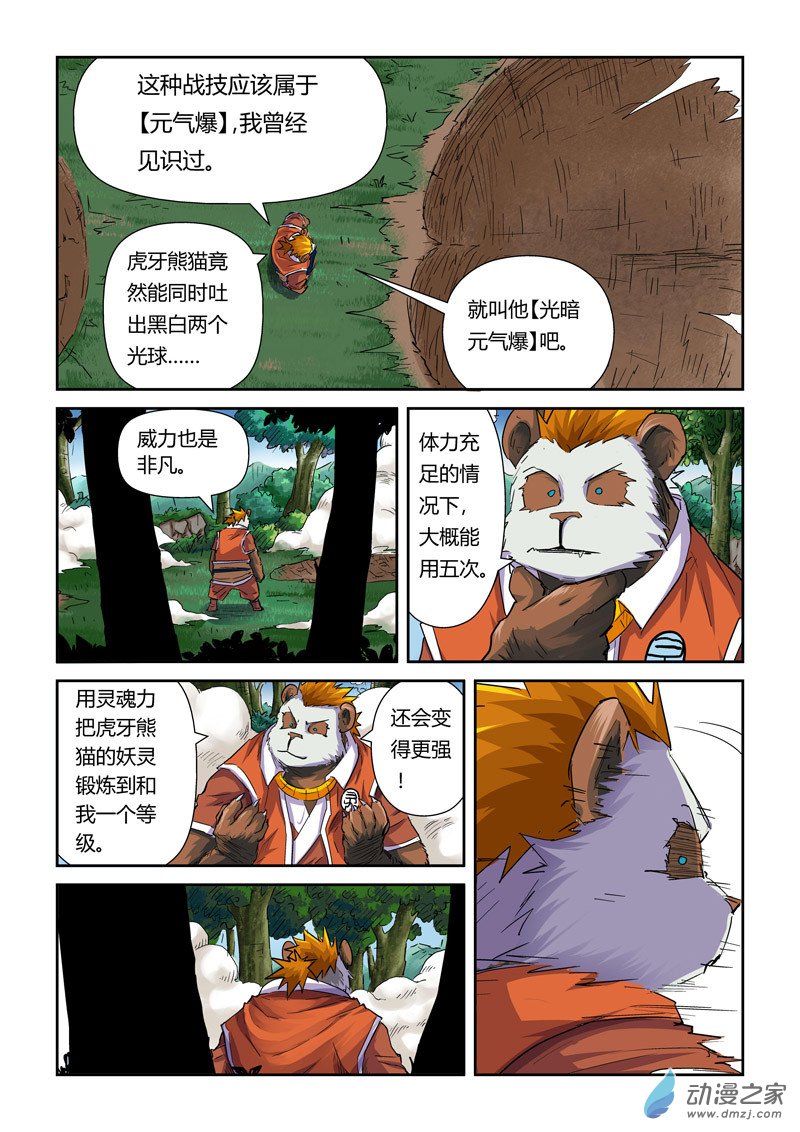 这种战技应该属于
【元气爆】,我曾经
见识过。
虎牙熊猫竟
然能同时吐
出黑白两个
光球……
就叫他【光暗
元气爆】吧。
威力也是
非凡。
体力充
足的情
况下，
大概能
用五次。
用灵魂力
把虎牙熊
猫的妖灵
锻炼到和
我一个等
级。
还会变
得更强
！
动漫之家
www.dmzj.com